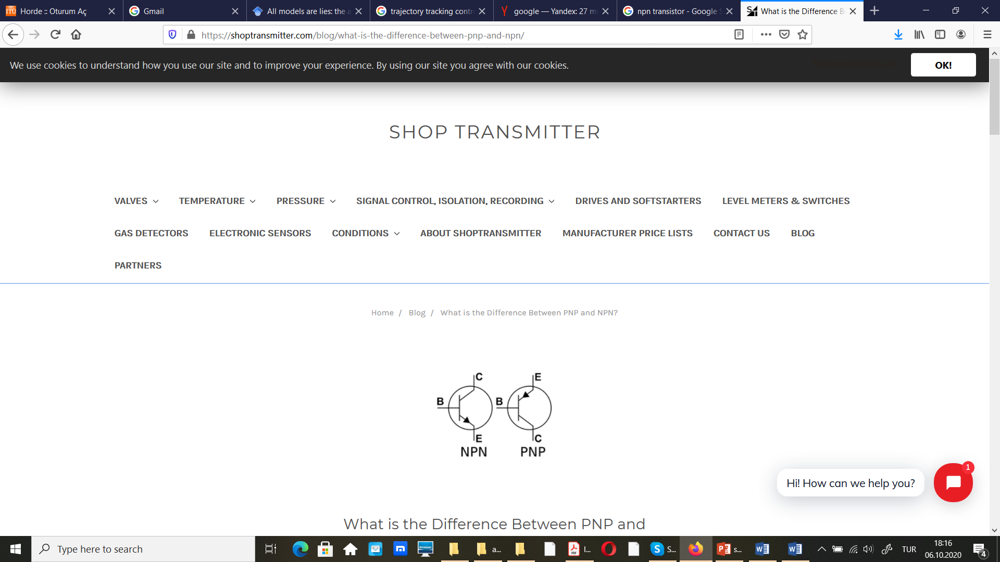 Horde :: Oturum Aç
Gmail
All models are lies: the a
trajectory tracking contr
google — Yandex: 27 m
npn transistor - Google S
What is the Difference B
https://shoptransmitter.com/blog/what-is-the-difference-between-pnp-and-npn/
We use cookies to understand how you use our site and to improve your experience. By using our site you agree with our cookies.
OK!
SHOP TRANSMITTER
VALVES TEMPERATURE PRESSURE SIGNAL CONTROL, ISOLATION, RECORDING DRIVES AND SOFTSTARTERS LEVEL METERS & SWITCHES
GAS DETECTORS ELECTRONIC SENSORS CONDITIONS ABOUT SHOPTRANSMITTER MANUFACTURER PRICE LISTS CONTACT US BLOG
PARTNERS
Home / Blog / What is the Difference Between PNP and NPN?
C E
B B
E C
NPN PNP
1
Hi! How can we help you?
What is the Difference Between PNP and
Type here to search
a...
I...
S...
s...
TUR
18:16
06.10.2020
4